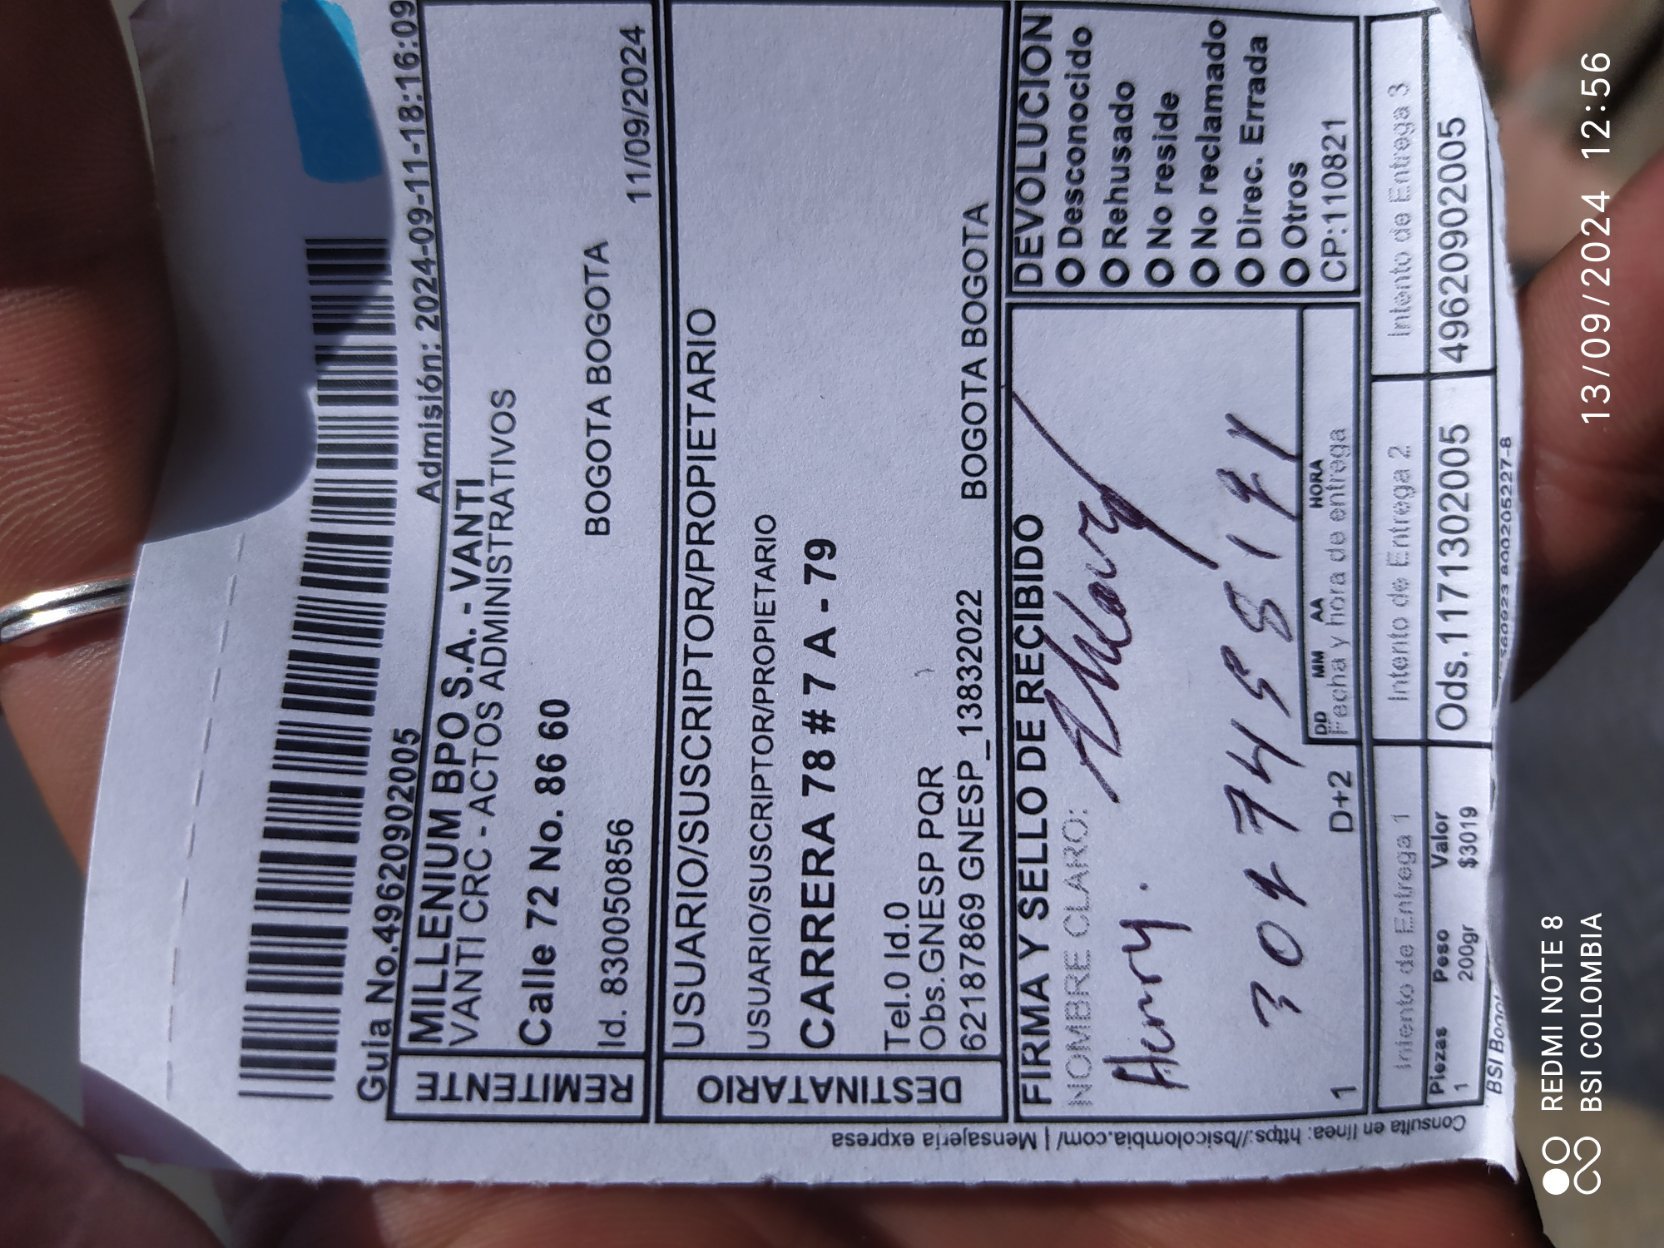 Guia No.49620902005
Admisión: 2024-09-11-18:16:09
REMITENTE
MILLENIUM BPO S.A. - VANTI
VANTI CRC - ACTOS ADMINISTRATIVOS
Calle 72 No. 86 60
BOGOTA BOGOTA
Id. 8300508856
11/09/2024
DESTINATARIO
USUARIO/SUSCRIPTOR/PROPIETARIO
USUARIO/SUSCRIPTOR/PROPIETARIO
CARRERA 78 # 7 A - 79
Tel.0 Id.0
Obs.GNESP PQR
BOGOTA BOGOTA
62187869 GNESP_13832022
FIRMA Y SELLO DE RECIBIDO
NOMBRE CLARO:
Henry.
1
D+2
DD MM AA HORA
Fecha y hora de entrega
DEVOLUCION
O Desconocido
O Rehusado
O No reside
O No reclamado
O Direc. Errada
O Otros
CP:110821
Intento de Entrega 1
Intento de Entrega 2
Intento de Entrega 3
Piezas Peso Valor
1 200gr $3019
Ods.1171302005
49620902005
Consulta en linea: https://bsicolombia.com/ | Mensajeria expresa
REDMI NOTE 8
BSI COLOMBIA
13/09/2024 12:56